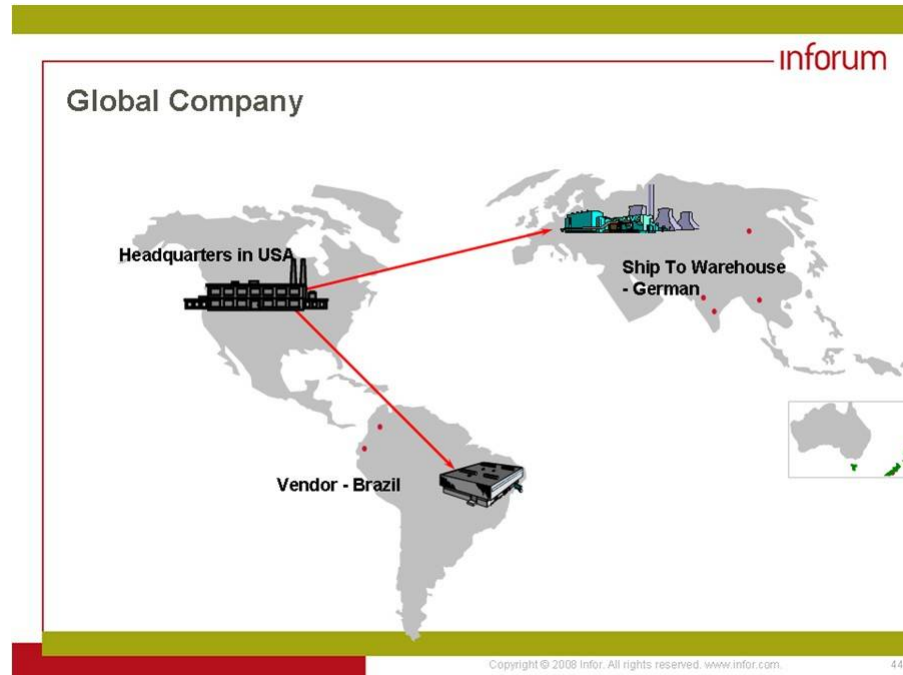 inforum
Global Company
Headquarters in USA
Ship To Warehouse
- German
Vendor - Brazil
Copyright © 2008 Infor. All rights reserved. www.infor.com.
44